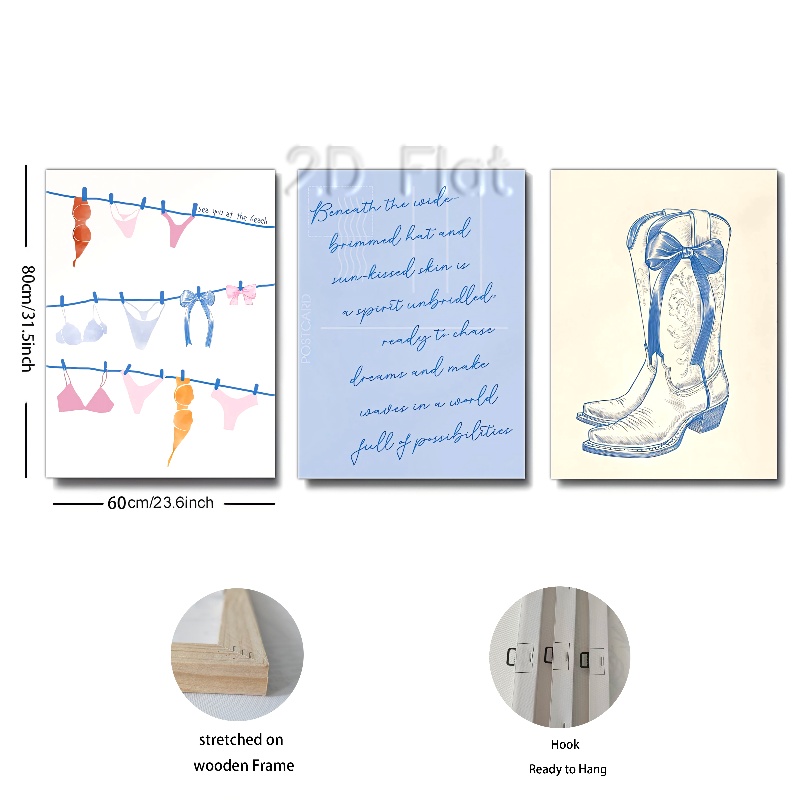 2D Flat
see you at the beach
Beneath the wide-
brimmed hat and
sun-kissed skin is
a spirit unbridled,
ready to chase
dreams and make
waves in a world
full of possibilities
POSTCARD
80cm/31.5inch
60cm/23.6inch
stretched on
wooden Frame
Hook
Ready to Hang